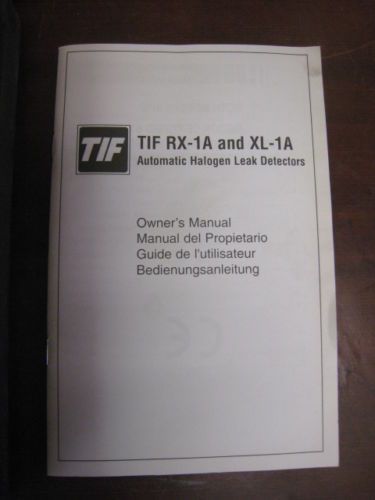 TIF
TIF RX-1A and XL-1A
Automatic Halogen Leak Detectors
Owner's Manual
Manual del Propietario
Guide de l'utilisateur
Bedienungsanleitung